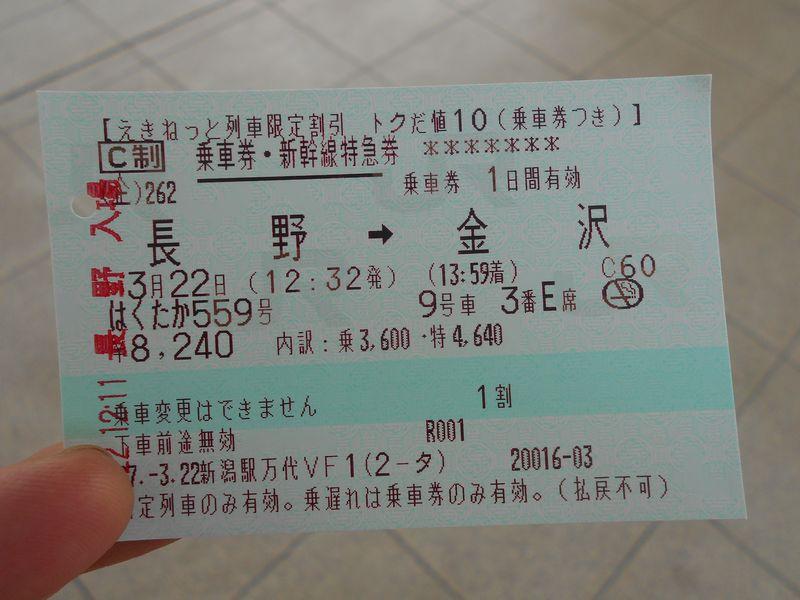 [えきねっと列車限定割引 トクだ値10(乗車券つき)]
C制 乗車券・新幹線特急券 *******
)262 乗車券 1日間有効
長野 → 金沢
3月22日 (12:32発) (13:59着) C60
はくたか559号 9号車 3番E席
8,240 内訳:乗3,600・特4,640
乗車変更はできません 1割
下車前途無効 R001
7.-3.22新潟駅万代VF1(2-タ) 20016-03
定列車のみ有効。乗遅れは乗車券のみ有効。(払戻不可)
12:11 長野 入場